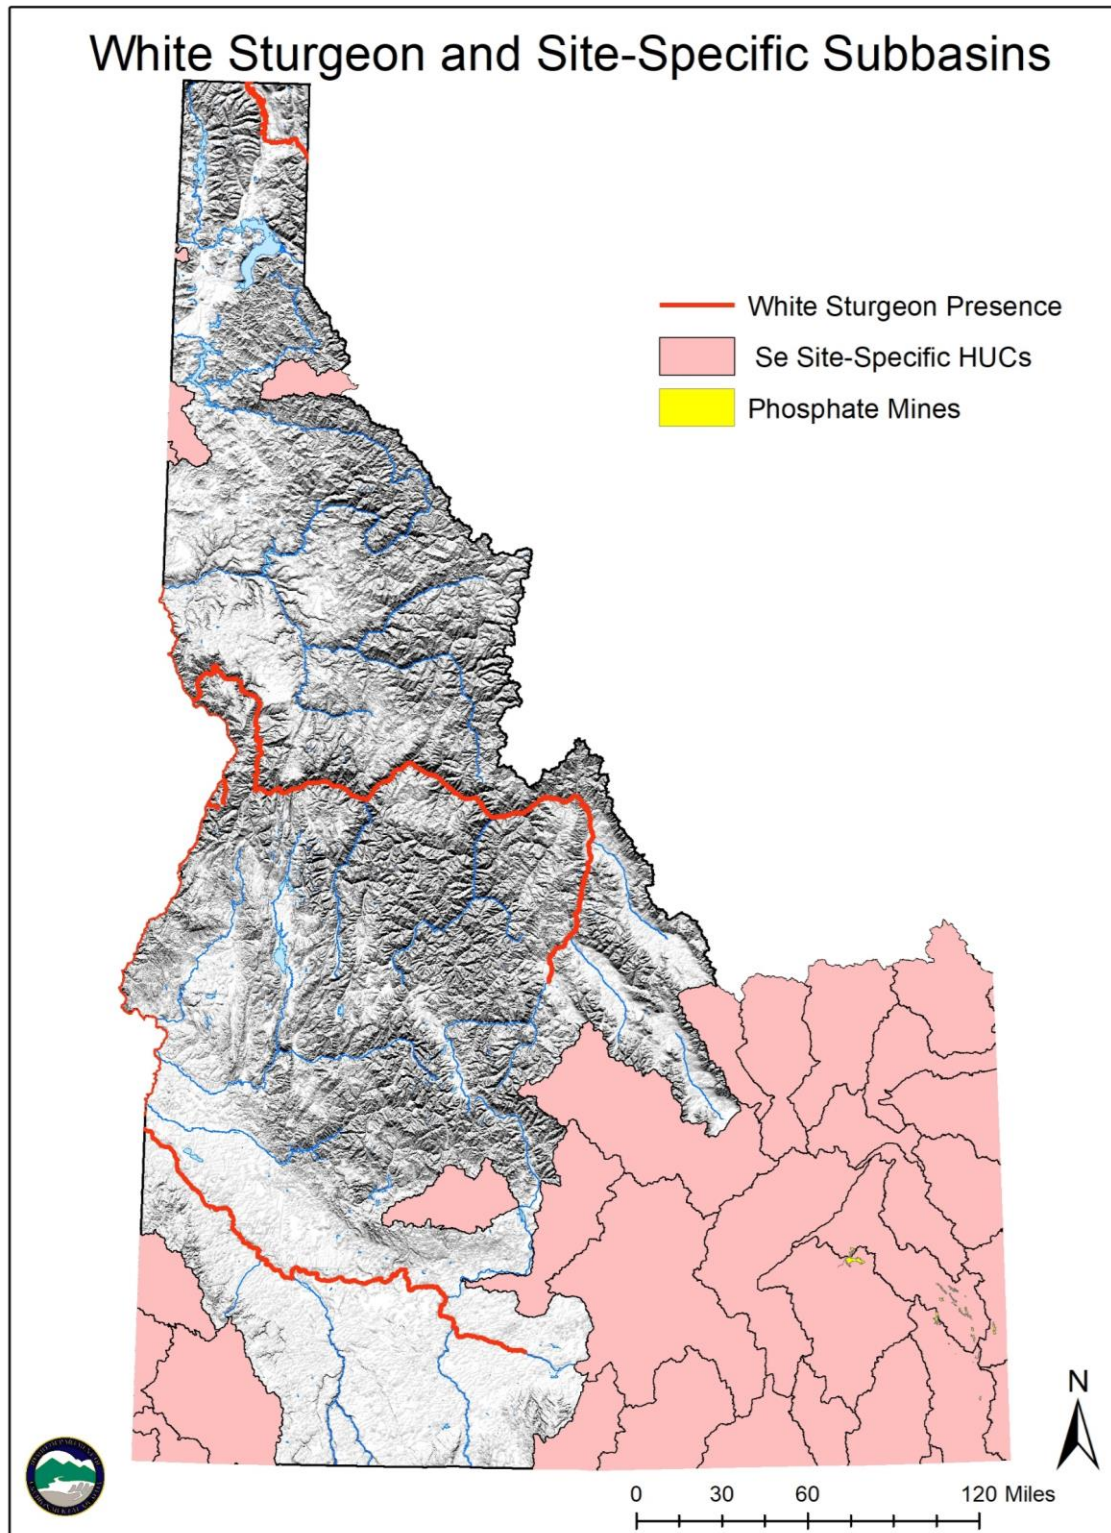 White Sturgeon and Site-Specific Subbasins
White Sturgeon Presence
Se Site-Specific HUCs
Phosphate Mines
N
0 30 60 120 Miles